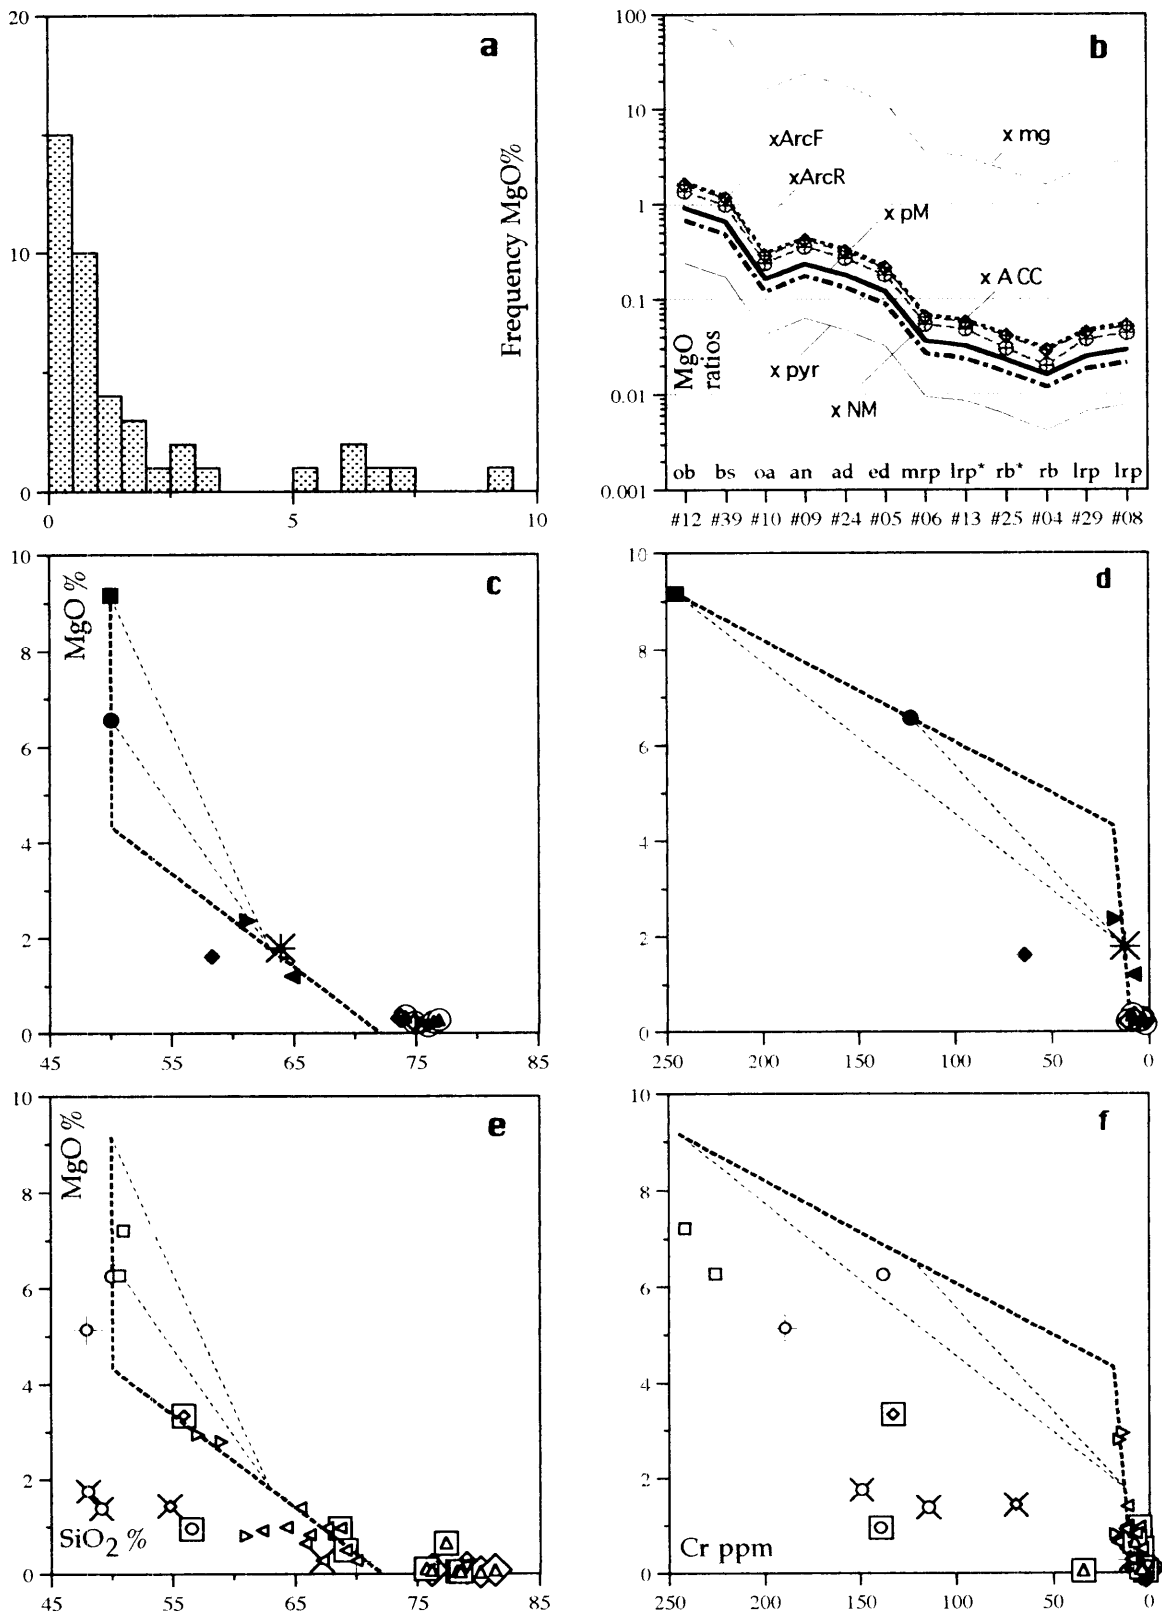 20
10
0
0
5
10
a
Frequency MgO%
100
10
1
0.1
0.01
0.001
b
xArcF
x mg
xArcR
x pM
x ACC
x pyr
x NM
MgO
ratios
ob bs oa an ad ed mrp lrp* rb* rb lrp lrp
#12 #39 #10 #09 #24 #05 #06 #13 #25 #04 #29 #08
10
8
6
4
2
0
MgO %
c
45 55 65 75 85
10
8
6
4
2
0
d
250 200 150 100 50 0
10
8
6
4
2
0
MgO %
e
SiO2 %
45 55 65 75 85
10
8
6
4
2
0
f
Cr ppm
250 200 150 100 50 0